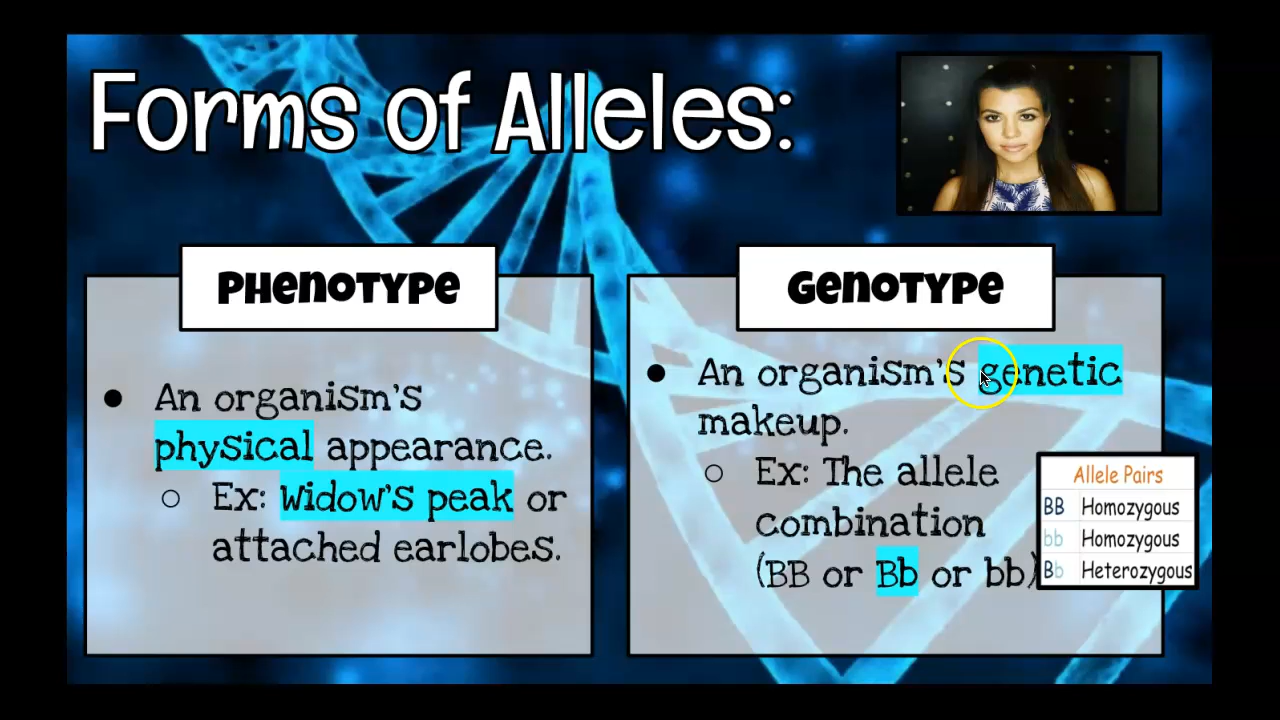 Forms of Alleles:
PHENOTYPE
An organism's
physical appearance.
Ex: Widow's peak or
attached earlobes.
GENOTYPE
An organism's genetic
makeup.
Ex: The allele
combination
(BB or Bb or bb)
Allele Pairs
BB Homozygous
bb Homozygous
Bb Heterozygous